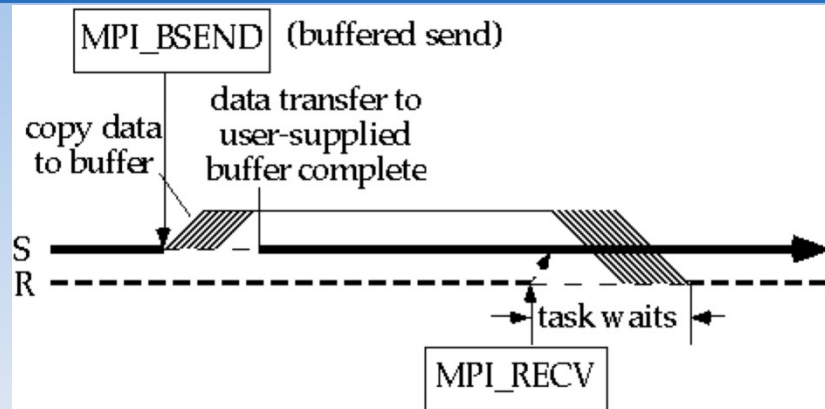 MPI_BSEND (buffered send)
data transfer to
user-supplied
buffer complete
copy data
to buffer
S
R
task waits
MPI_RECV